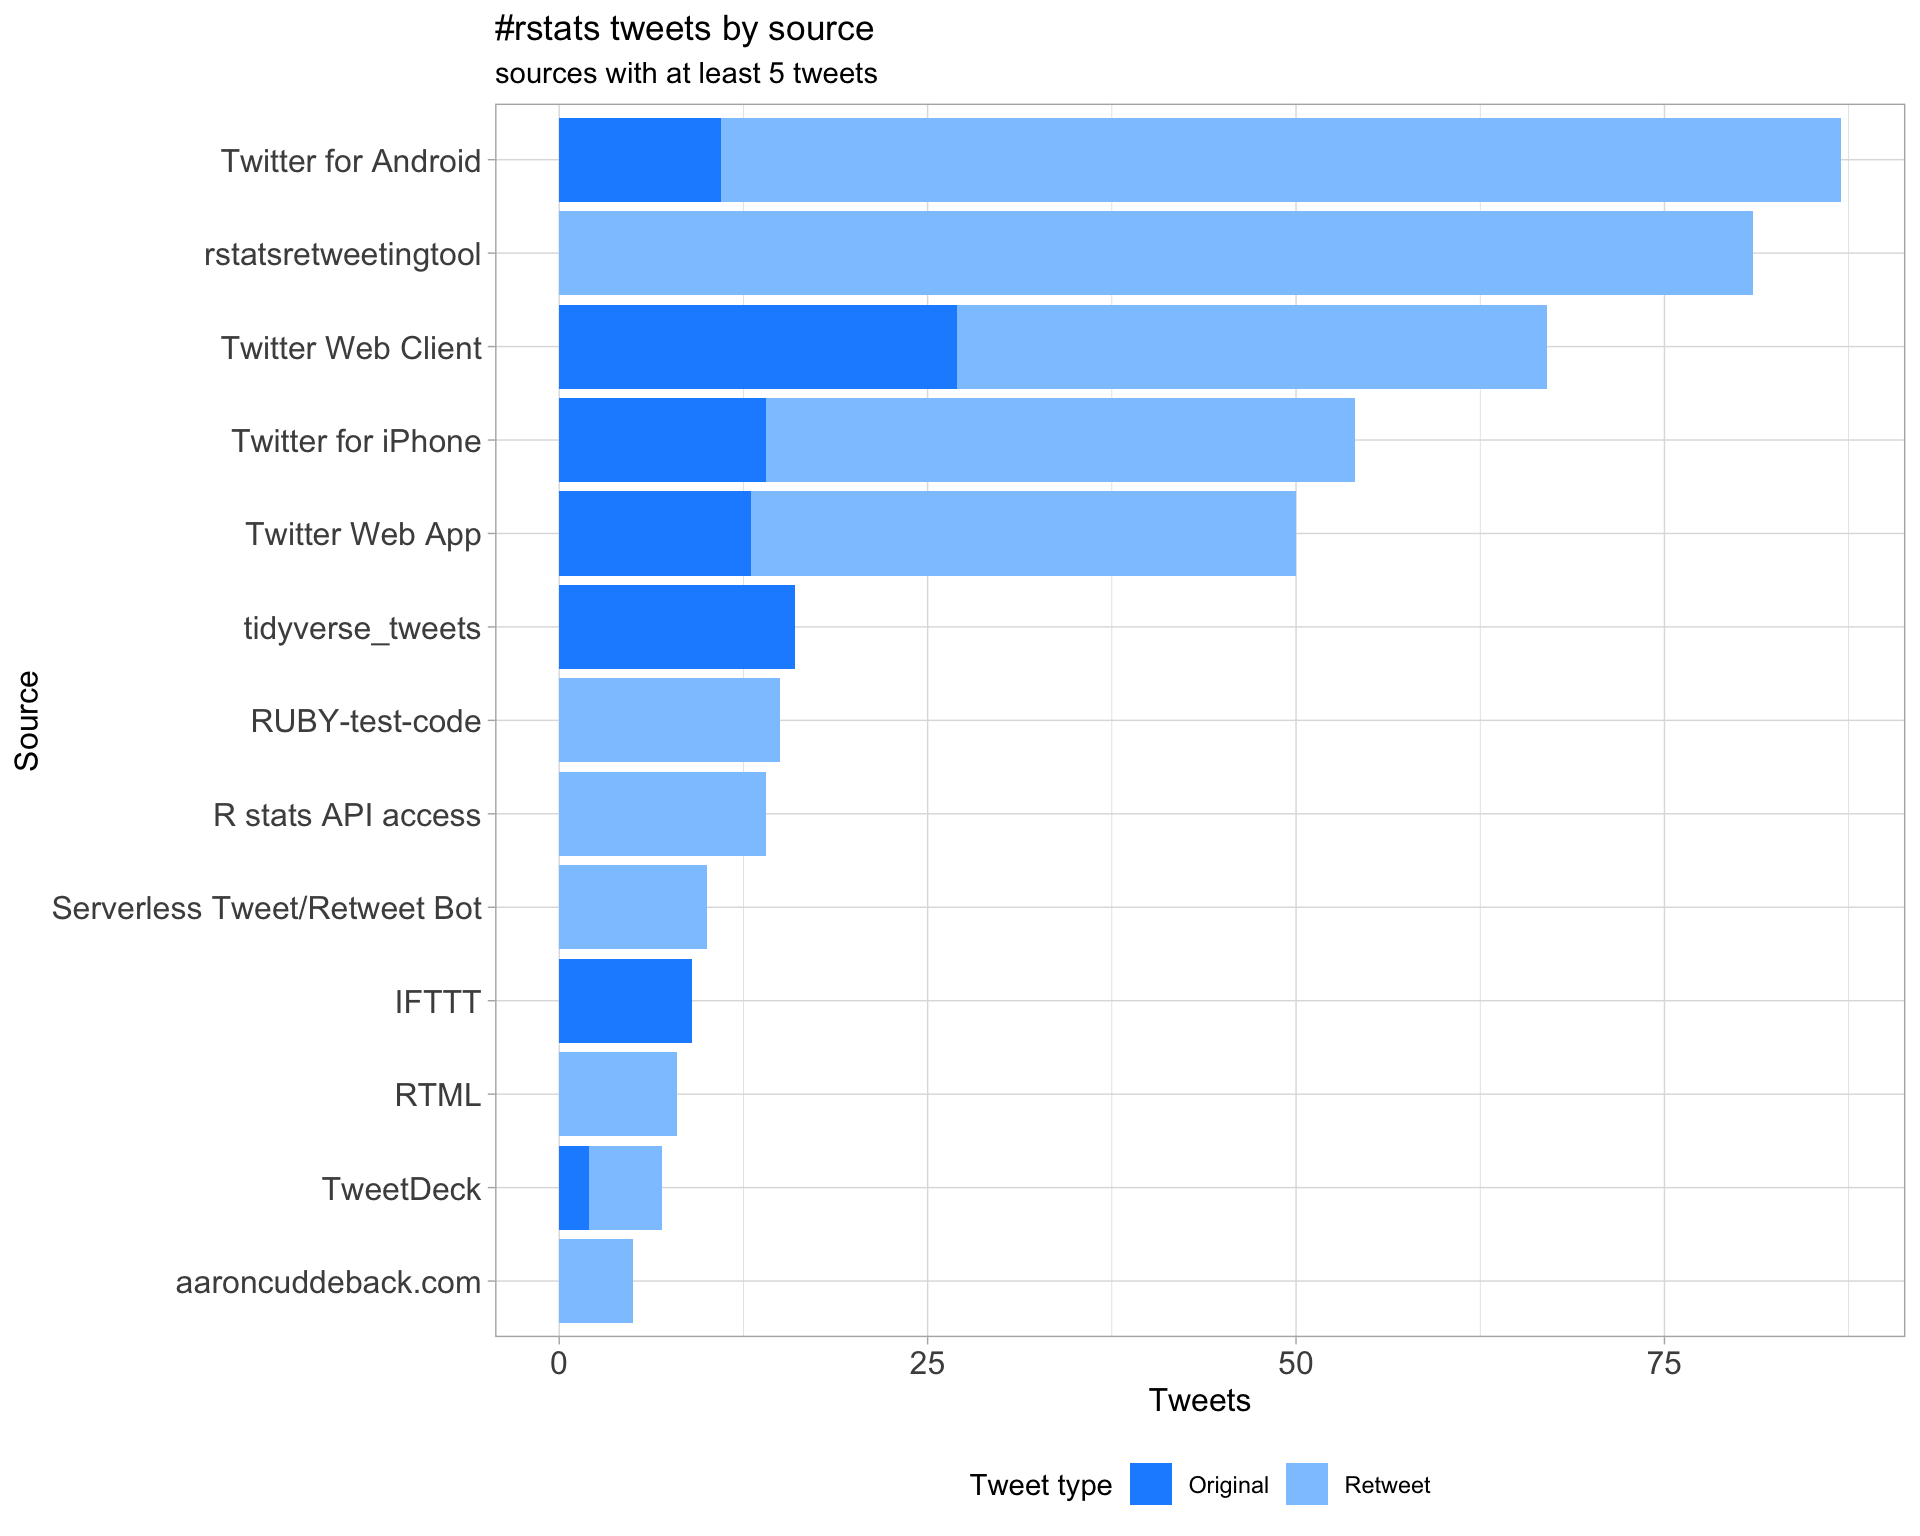 #rstats tweets by source
sources with at least 5 tweets
Source
Twitter for Android
rstatsretweetingtool
Twitter Web Client
Twitter for iPhone
Twitter Web App
tidyverse_tweets
RUBY-test-code
R stats API access
Serverless Tweet/Retweet Bot
IFTTT
RTML
TweetDeck
aaroncuddeback.com
0 25 50 75
Tweets
Tweet type Original Retweet